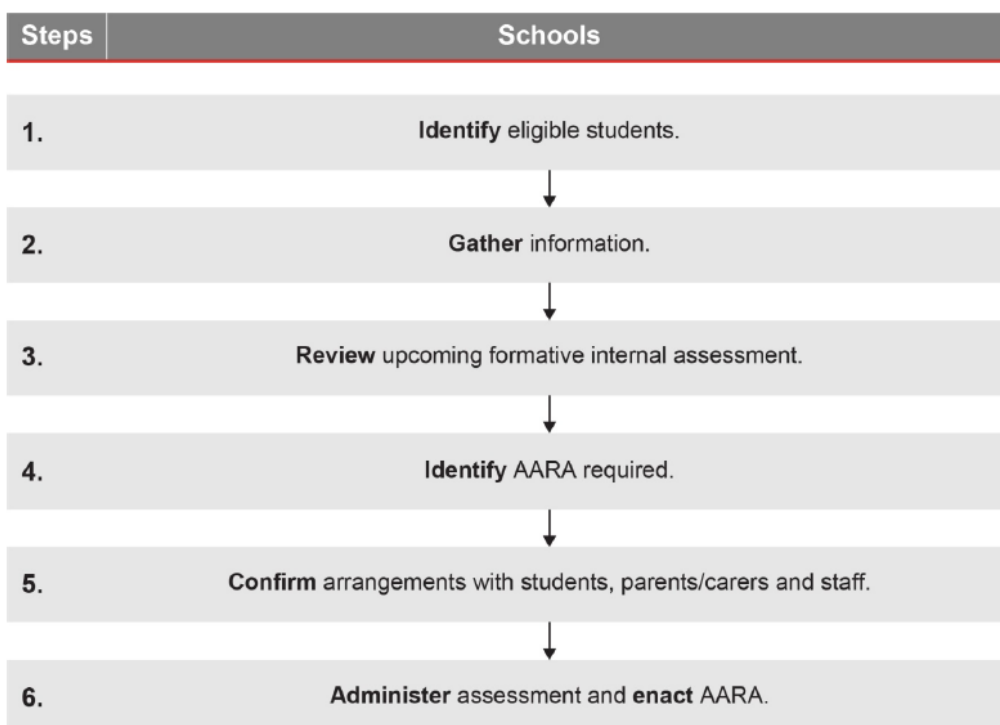 Steps Schools
1. Identify eligible students.
2. Gather information.
3. Review upcoming formative internal assessment.
4. Identify AARA required.
5. Confirm arrangements with students, parents/carers and staff.
6. Administer assessment and enact AARA.